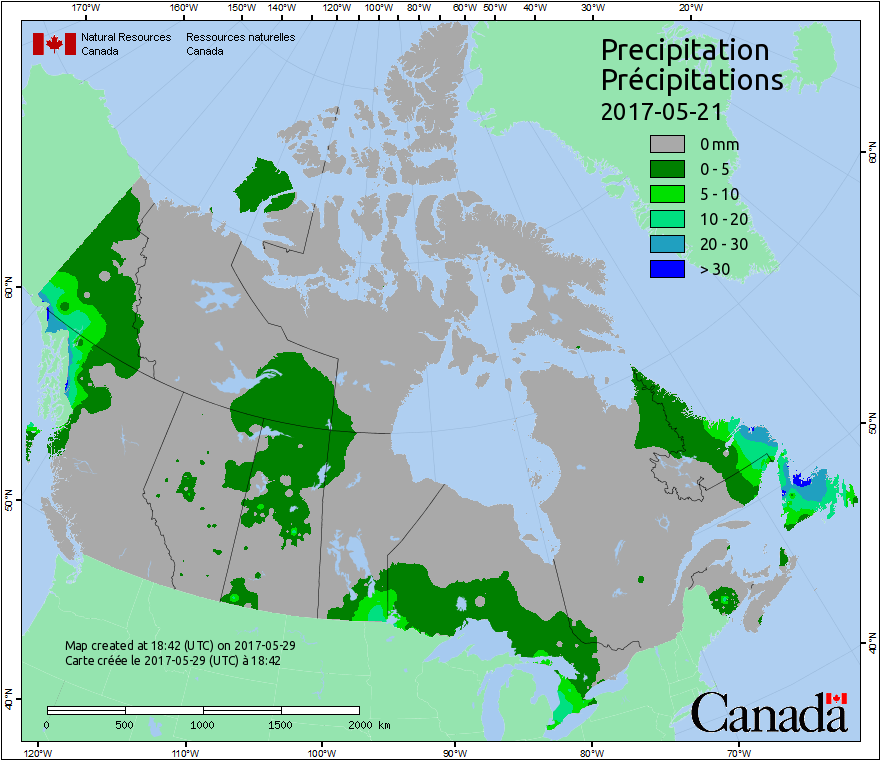 170°W 160°W 150°W 140°W 130°W 120°W 110°W 100°W 90°W 80°W 70°W 60°W 50°W 40°W 30°W 20°W
Natural Resources Ressources naturelles
Canada Canada
Precipitation
Précipitations
2017-05-21
0 mm
0 - 5
5 - 10
10 - 20
20 - 30
> 30
60°N
60°N
50°N
50°N
40°N
40°N
Map created at 18:42 (UTC) on 2017-05-29
Carte créée le 2017-05-29 (UTC) à 18:42
0 500 1000 1500 2000 km
Canada
120°W 110°W 100°W 90°W 80°W 70°W